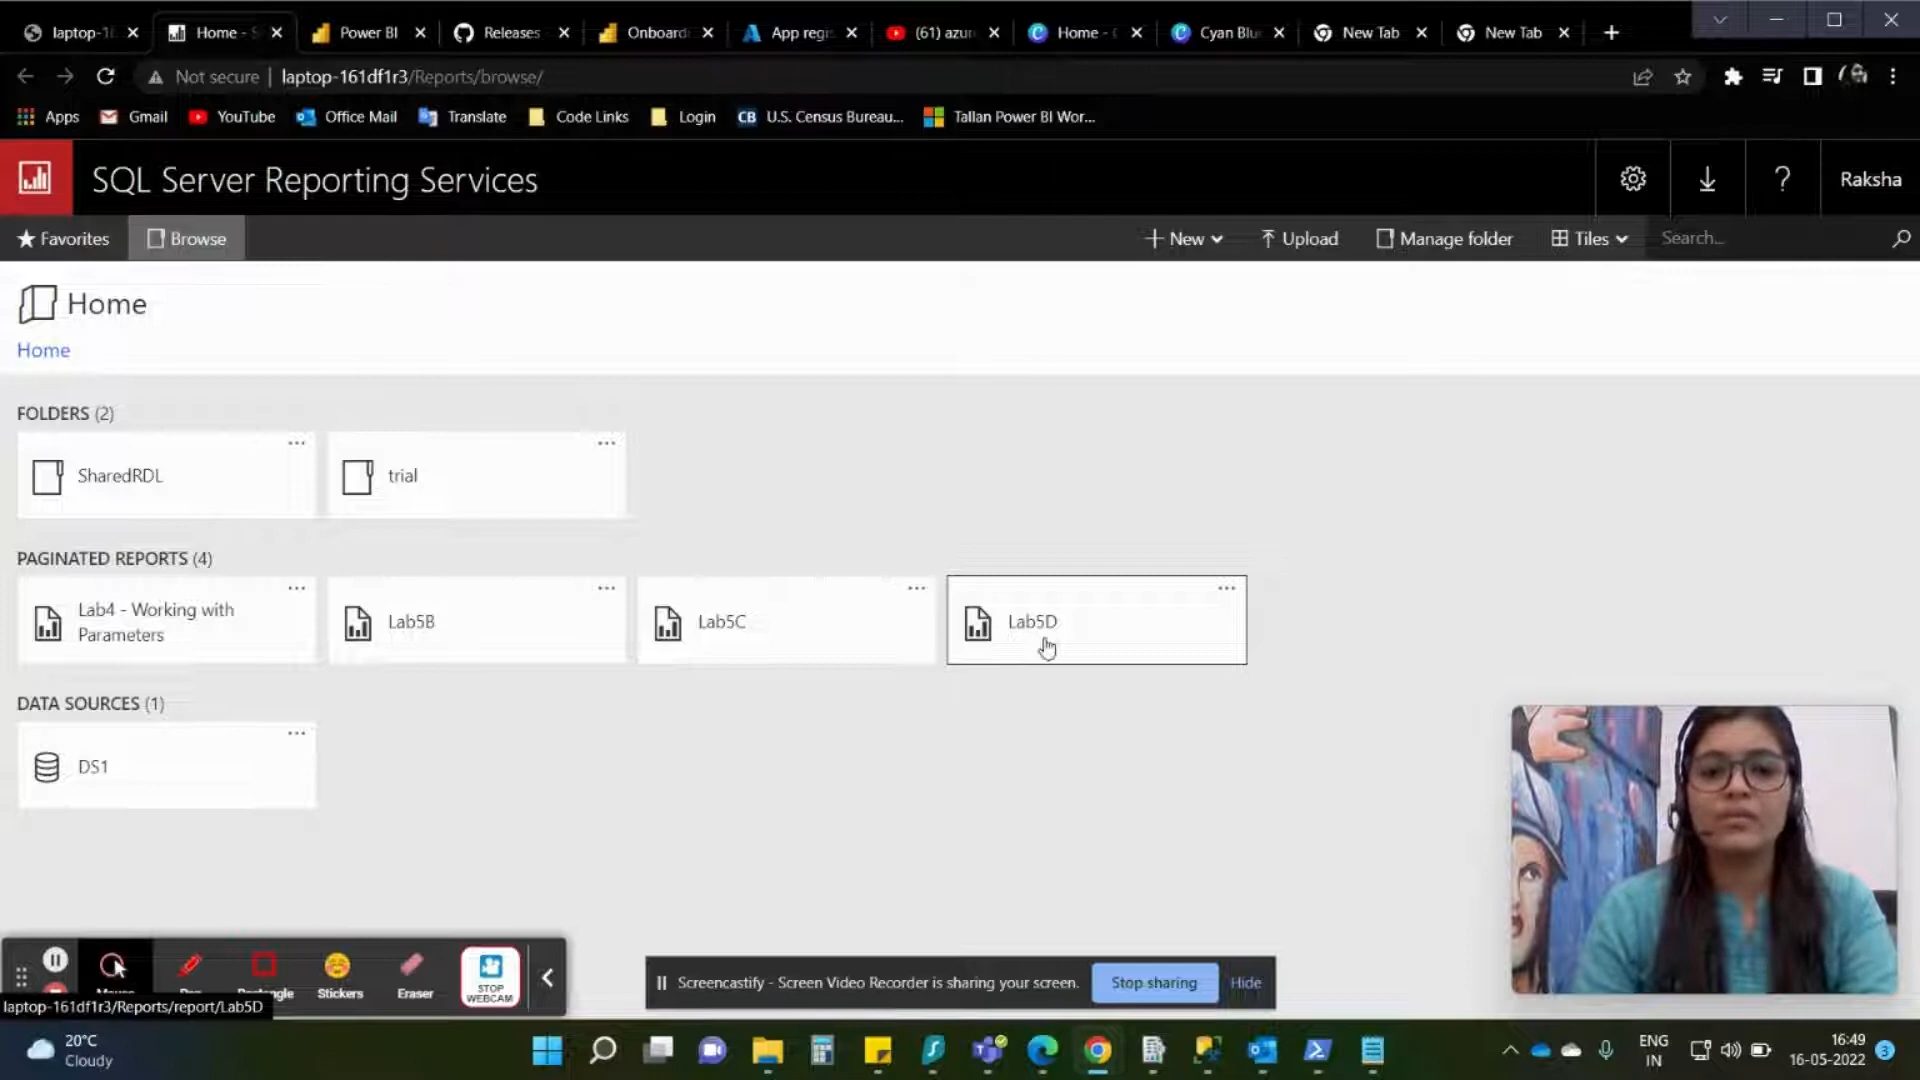 laptop-1
Home - S
Power BI
Releases
Onboard
App regi
(61) azur
Home -
Cyan Blu
New Tab
New Tab
Not secure
laptop-161df1r3/Reports/browse/
Apps
Gmail
YouTube
Office Mail
Translate
Code Links
Login
CB U.S. Census Bureau...
Tallan Power BI Wor...
SQL Server Reporting Services
?
Raksha
Favorites
Browse
New
Upload
Manage folder
Tiles
Search...
Home
Home
FOLDERS (2)
SharedRDL
trial
PAGINATED REPORTS (4)
Lab4 - Working with
Parameters
Lab5B
Lab5C
Lab5D
DATA SOURCES (1)
DS1
Stickers
Eraser
STOP
WEBCAM
Screencastify - Screen Video Recorder is sharing your screen.
Stop sharing
Hide
laptop-161df1r3/Reports/report/Lab5D
20°C
Cloudy
ENG
IN
16:49
16-05-2022
3